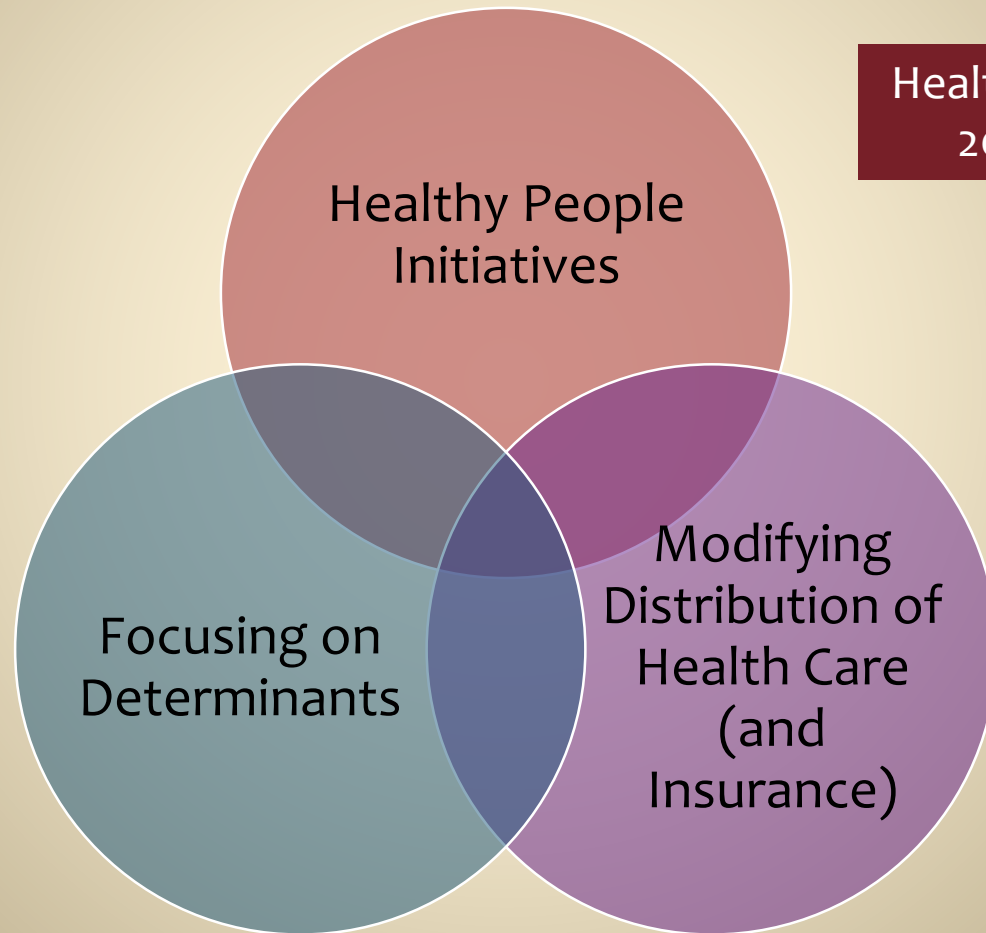 Healthy People
Initiatives
Focusing on
Determinants
Modifying
Distribution of
Health Care
(and
Insurance)